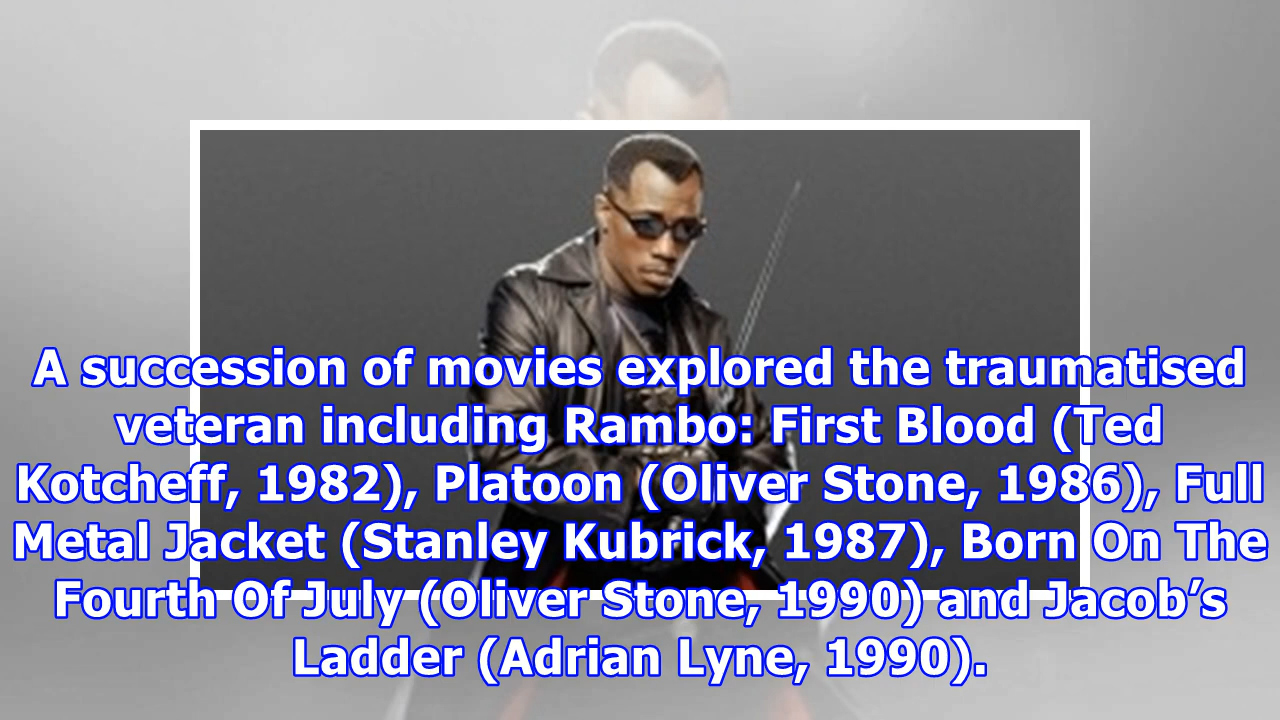 A succession of movies explored the traumatised
veteran including Rambo: First Blood (Ted
Kotcheff, 1982), Platoon (Oliver Stone, 1986), Full
Metal Jacket (Stanley Kubrick, 1987), Born On The
Fourth Of July (Oliver Stone, 1990) and Jacob’s
Ladder (Adrian Lyne, 1990).